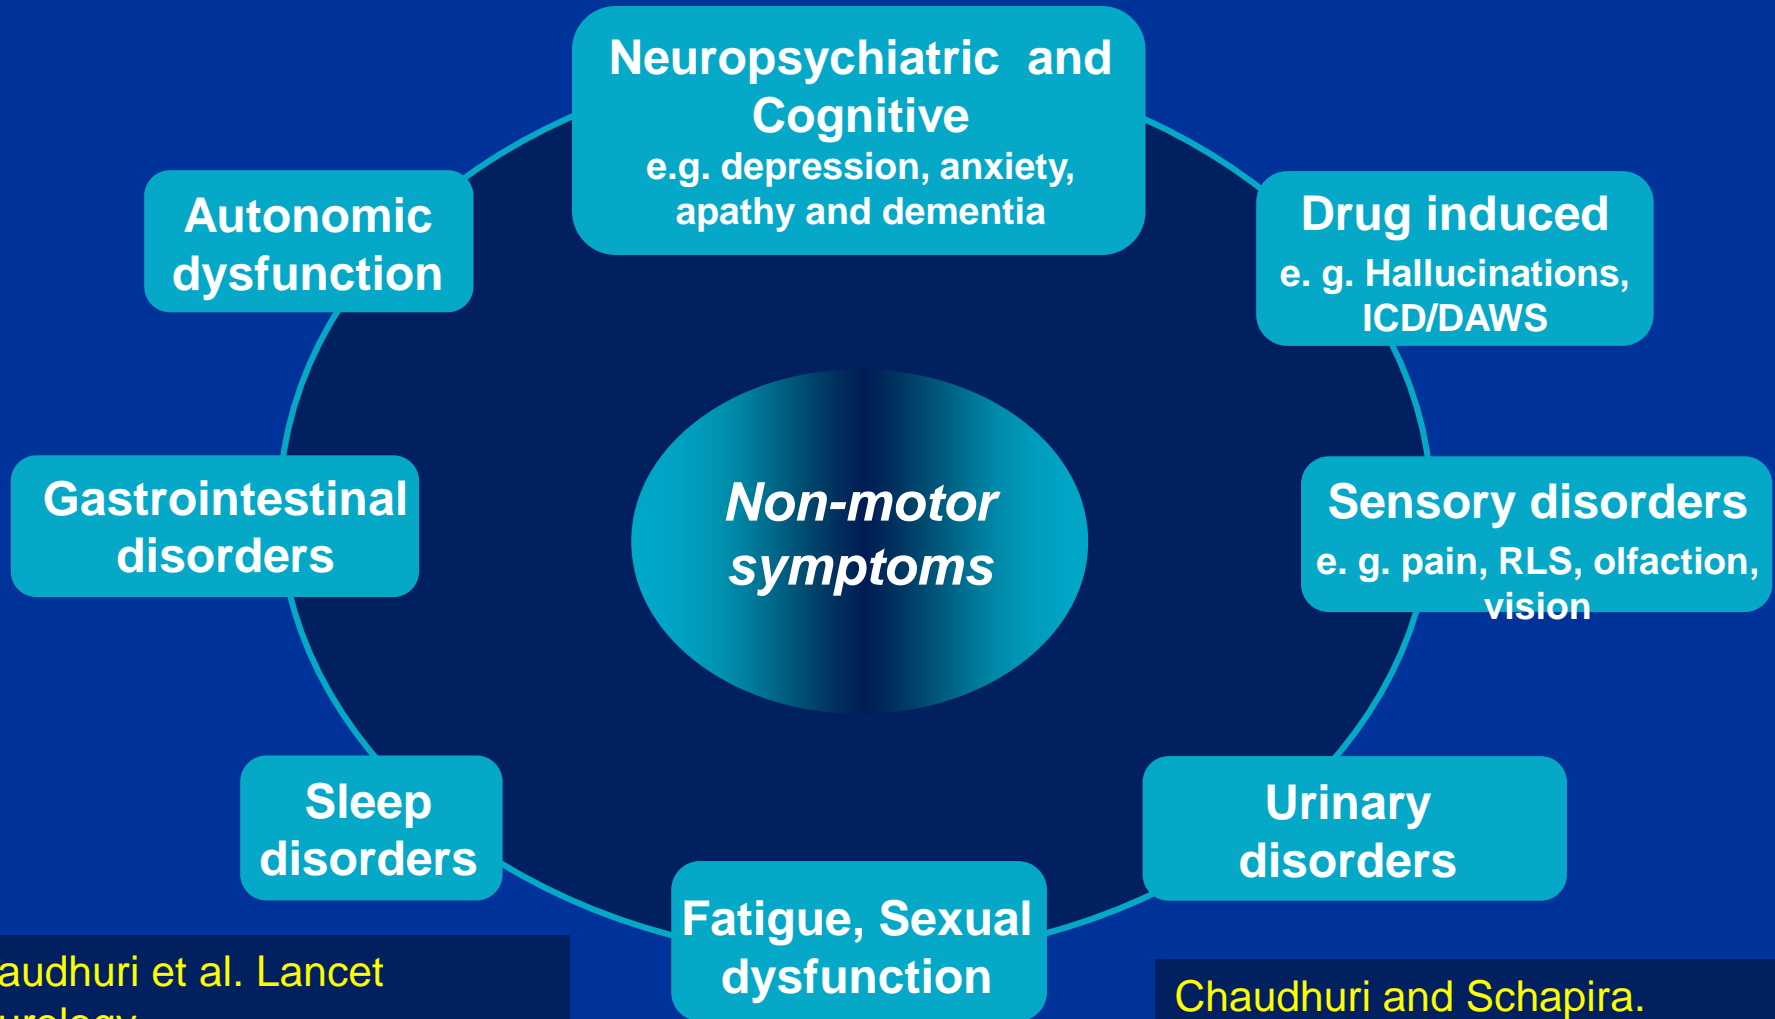 Neuropsychiatric and
Cognitive
e.g. depression, anxiety,
apathy and dementia
Autonomic
dysfunction
Drug induced
e. g. Hallucinations,
ICD/DAWS
Gastrointestinal
disorders
Non-motor
symptoms
Sensory disorders
e. g. pain, RLS, olfaction,
vision
Sleep
disorders
Urinary
disorders
Fatigue, Sexual
dysfunction
audhuri et al. Lancet
Chaudhuri and Schapira.